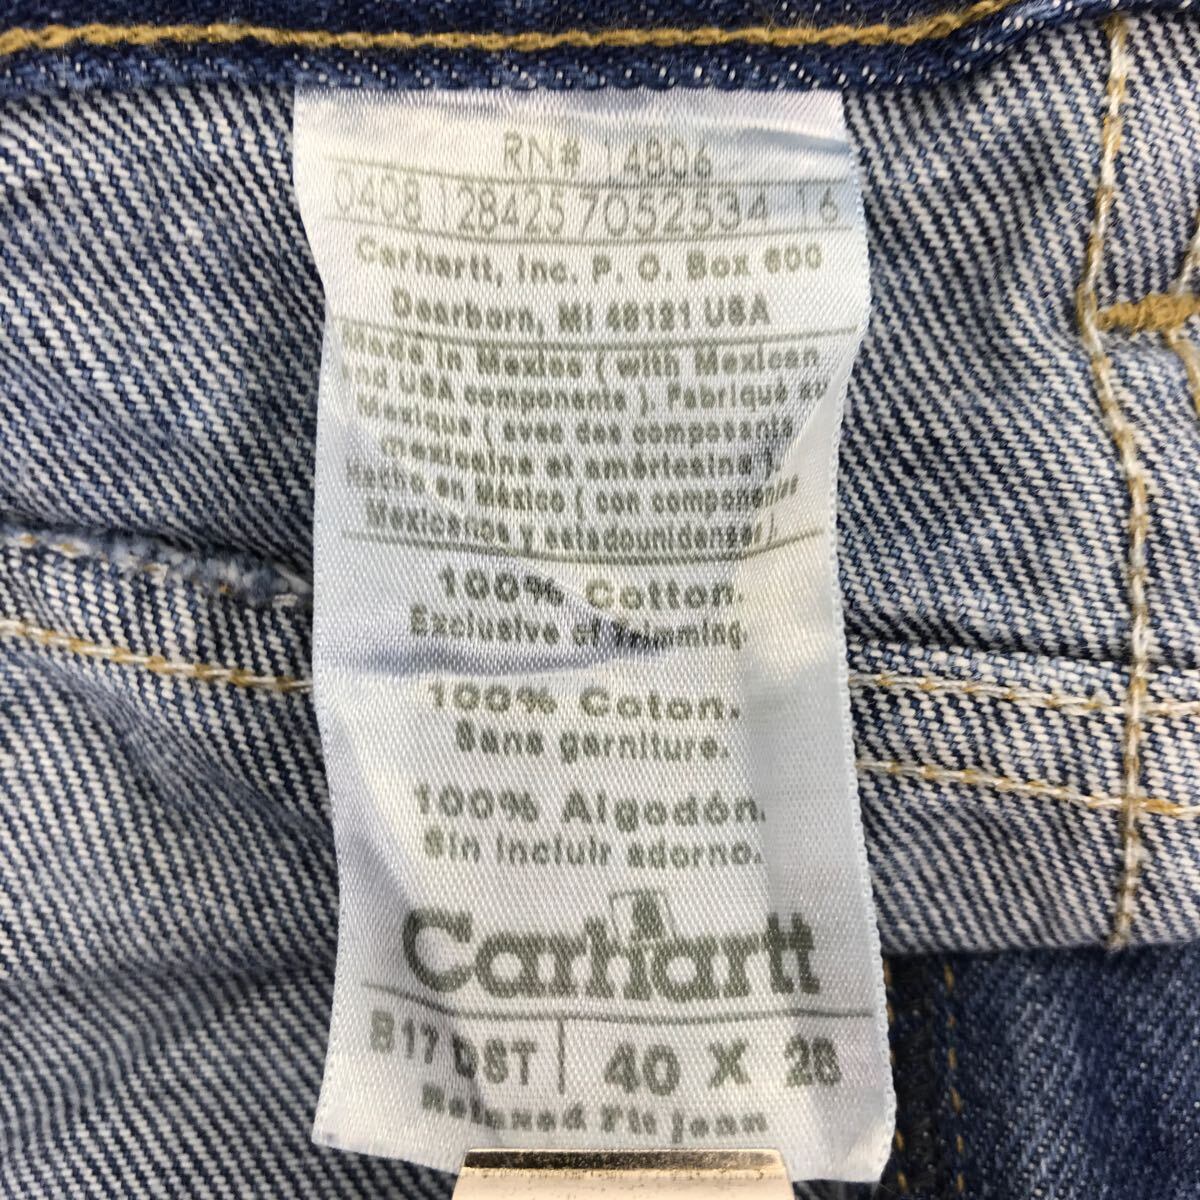 RN# 14806
0408 128425 7052534 16
Carhartt, Inc. P. O. Box 600
Dearborn, MI 48121 USA
Made in Mexico ( with Mexican
and USA components ). Fabriqué au
Mexique ( avec des composants
mexicains et américains )
Hecho en México ( con componentes
Mexicanos y estadounidenses )
100% Cotton.
Exclusive of Trimming.
100% Coton.
Sans garniture.
100% Algodón.
Sin incluir adorno.
Carhartt
B17 DST 40 X 28
Relaxed Fit Jean